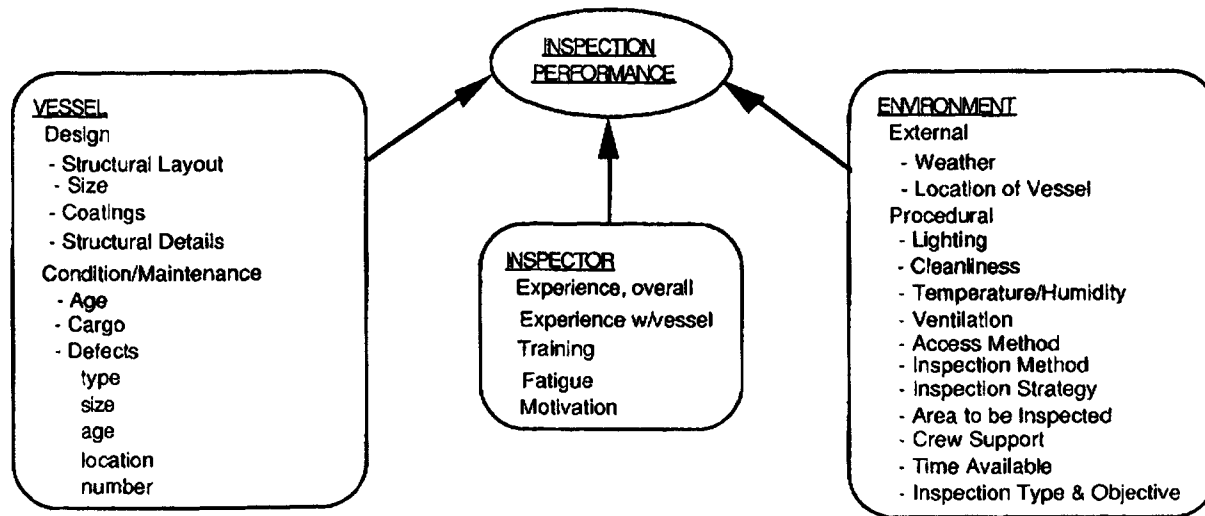 INSPECTION
PERFORMANCE
VESSEL
Design
- Structural Layout
- Size
- Coatings
- Structural Details
Condition/Maintenance
- Age
- Cargo
- Defects
type
size
age
location
number
INSPECTOR
Experience, overall
Experience w/vessel
Training
Fatigue
Motivation
ENVIRONMENT
External
- Weather
- Location of Vessel
Procedural
- Lighting
- Cleanliness
- Temperature/Humidity
- Ventilation
- Access Method
- Inspection Method
- Inspection Strategy
- Area to be Inspected
- Crew Support
- Time Available
- Inspection Type & Objective